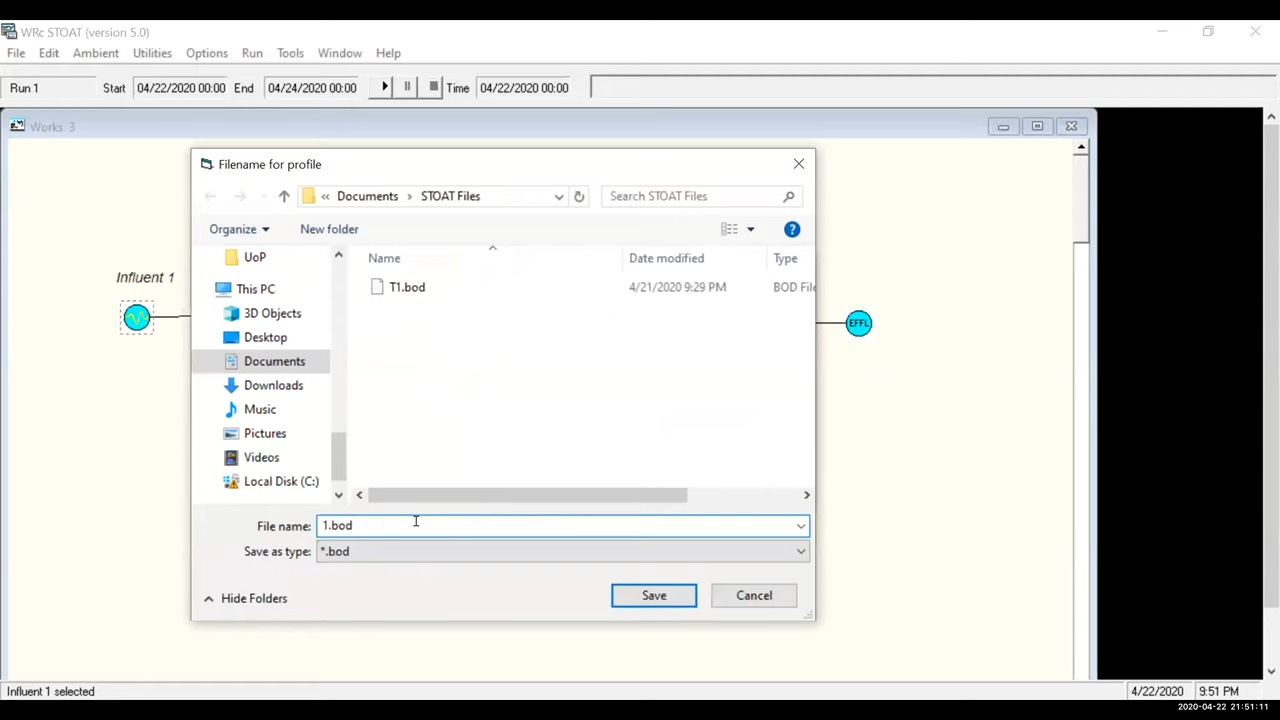 WRc STOAT (version 5.0)
File Edit Ambient Utilities Options Run Tools Window Help
Run 1 Start 04/22/2020 00:00 End 04/24/2020 00:00 Time 04/22/2020 00:00
Works 3
Filename for profile
« Documents › STOAT Files Search STOAT Files
Organize New folder
UoP
This PC
3D Objects
Desktop
Documents
Downloads
Music
Pictures
Videos
Local Disk (C:)
Name Date modified Type
T1.bod 4/21/2020 9:29 PM BOD File
Influent 1
EFFL
File name: 1.bod
Save as type: *.bod
Hide Folders Save Cancel
Influent 1 selected 4/22/2020 9:51 PM
2020-04-22 21:51:11